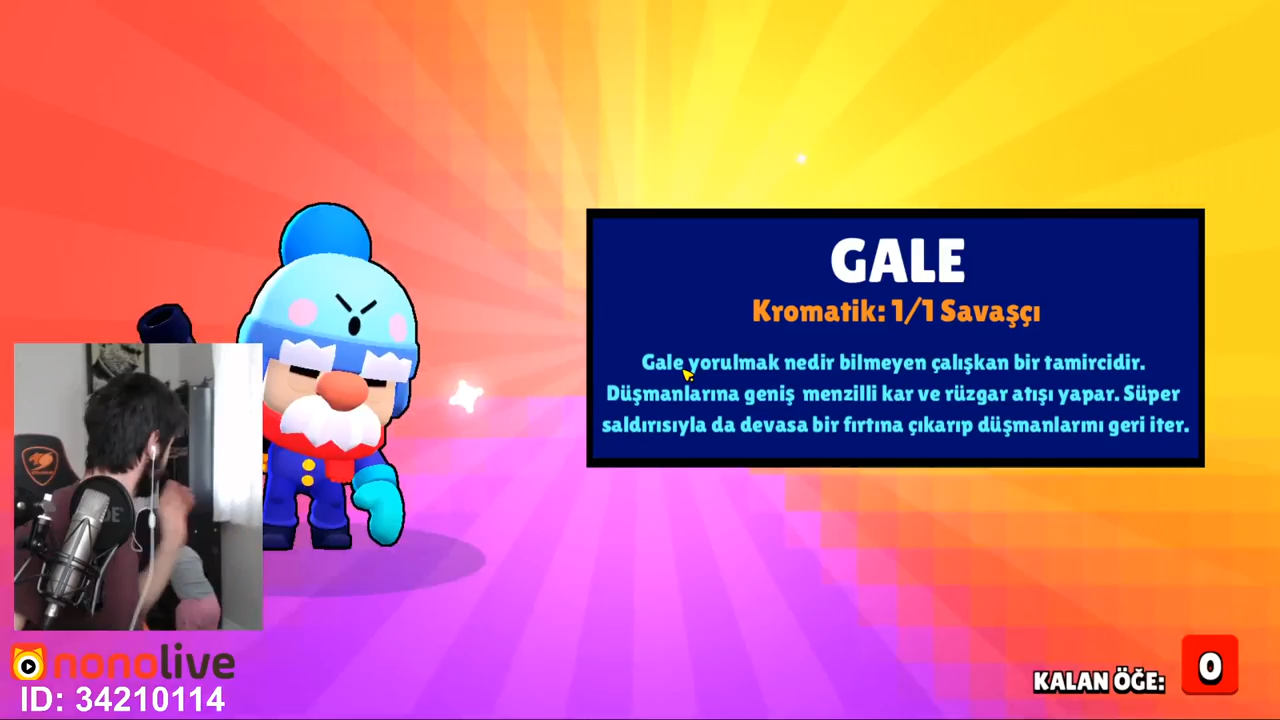 GALE
Kromatik: 1/1 Savaşçı
Gale yorulmak nedir bilmeyen çalışkan bir tamircidir.
Düşmanlarına geniş menzilli kar ve rüzgar atışı yapar. Süper
saldırısıyla da devasa bir fırtına çıkarıp düşmanlarını geri iter.
nonolive
ID: 34210114
KALAN ÖĞE: 0